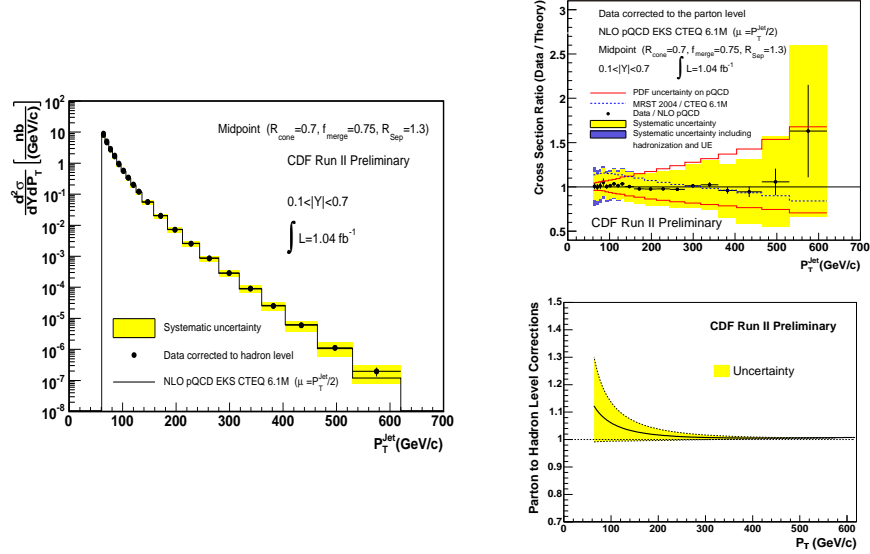 d²σ / dYdP_T [nb / (GeV/c)]
10²
10
1
10⁻¹
10⁻²
10⁻³
10⁻⁴
10⁻⁵
10⁻⁶
10⁻⁷
10⁻⁸
Midpoint (R_cone=0.7, f_merge=0.75, R_Sep=1.3)
CDF Run II Preliminary
0.1<|Y|<0.7
∫ L=1.04 fb⁻¹
Systematic uncertainty
Data corrected to hadron level
NLO pQCD EKS CTEQ 6.1M (μ=P_T^Jet/2)
0 100 200 300 400 500 600 700
P_T^Jet(GeV/c)
Cross Section Ratio (Data / Theory)
3
2.5
2
1.5
1
0.5
Data corrected to the parton level
NLO pQCD EKS CTEQ 6.1M (μ=P_T^Jet/2)
Midpoint (R_cone=0.7, f_merge=0.75, R_Sep=1.3)
0.1<|Y|<0.7 ∫ L=1.04 fb⁻¹
PDF uncertainty on pQCD
MRST 2004 / CTEQ 6.1M
Data / NLO pQCD
Systematic uncertainty
Systematic uncertainty including
hadronization and UE
CDF Run II Preliminary
0 100 200 300 400 500 600 700
P_T^Jet(GeV/c)
Parton to Hadron Level Corrections
1.5
1.4
1.3
1.2
1.1
1.0
0.9
0.8
0.7
CDF Run II Preliminary
Uncertainty
0 100 200 300 400 500 600
P_T (GeV/c)